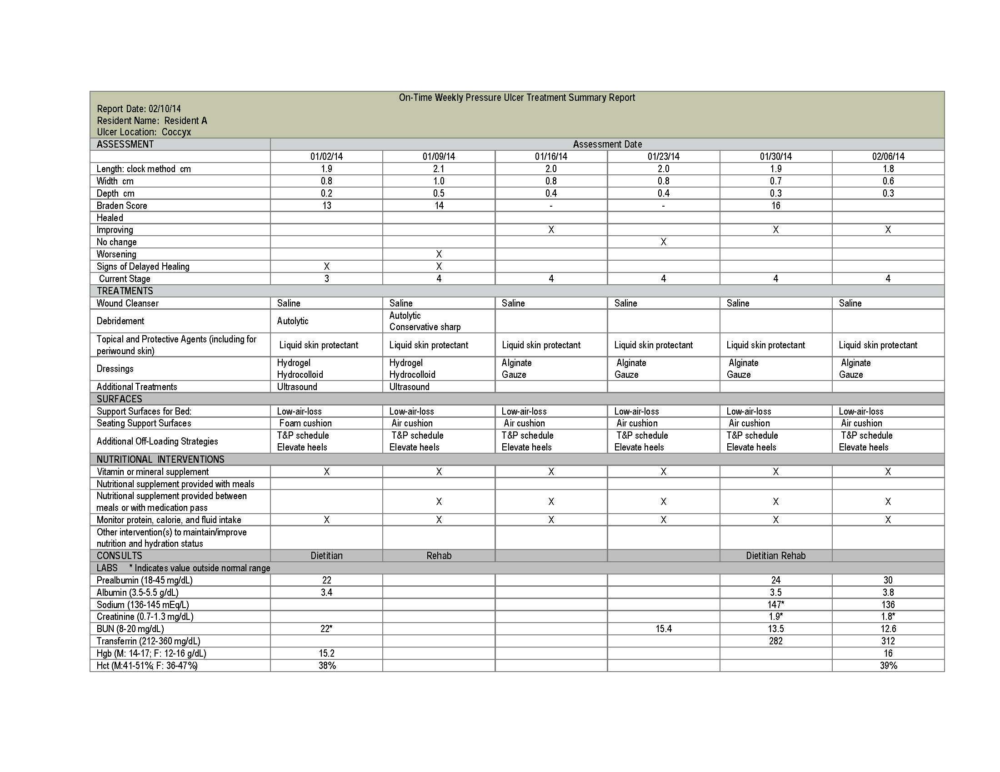 On-Time Weekly Pressure Ulcer Treatment Summary Report
Report Date: 02/10/14
Resident Name: Resident A
Ulcer Location: Coccyx
ASSESSMENT Assessment Date
01/02/14 01/09/14 01/16/14 01/23/14 01/30/14 02/06/14
Length: clock method cm 1.9 2.1 2.0 2.0 1.9 1.8
Width cm 0.8 1.0 0.8 0.8 0.7 0.6
Depth cm 0.2 0.5 0.4 0.4 0.3 0.3
Braden Score 13 14 - - 16
Healed
Improving X X X
No change X
Worsening X
Signs of Delayed Healing X X
Current Stage 3 4 4 4 4 4
TREATMENTS
Wound Cleanser Saline Saline Saline Saline Saline Saline
Debridement Autolytic Autolytic
Conservative sharp
Topical and Protective Agents (including for
periwound skin) Liquid skin protectant Liquid skin protectant Liquid skin protectant Liquid skin protectant Liquid skin protectant Liquid skin protectant
Dressings Hydrogel Hydrogel Alginate Alginate Alginate Alginate
Hydrocolloid Hydrocolloid Gauze Gauze Gauze Gauze
Additional Treatments Ultrasound Ultrasound
SURFACES
Support Surfaces for Bed: Low-air-loss Low-air-loss Low-air-loss Low-air-loss Low-air-loss Low-air-loss
Seating Support Surfaces Foam cushion Air cushion Air cushion Air cushion Air cushion Air cushion
Additional Off-Loading Strategies T&P schedule T&P schedule T&P schedule T&P schedule T&P schedule T&P schedule
Elevate heels Elevate heels Elevate heels Elevate heels Elevate heels Elevate heels
NUTRITIONAL INTERVENTIONS
Vitamin or mineral supplement X X X X X X
Nutritional supplement provided with meals
Nutritional supplement provided between
meals or with medication pass X X X X X
Monitor protein, calorie, and fluid intake X X X X X X
Other intervention(s) to maintain/improve
nutrition and hydration status
CONSULTS Dietitian Rehab Dietitian Rehab
LABS * Indicates value outside normal range
Prealbumin (18-45 mg/dL) 22 24 30
Albumin (3.5-5.5 g/dL) 3.4 3.5 3.8
Sodium (136-145 mEq/L) 147* 136
Creatinine (0.7-1.3 mg/dL) 1.9* 1.8*
BUN (8-20 mg/dL) 22* 15.4 13.5 12.6
Transferrin (212-360 mg/dL) 282 312
Hgb (M: 14-17; F: 12-16 g/dL) 15.2 16
Hct (M:41-51%; F: 36-47%) 38% 39%